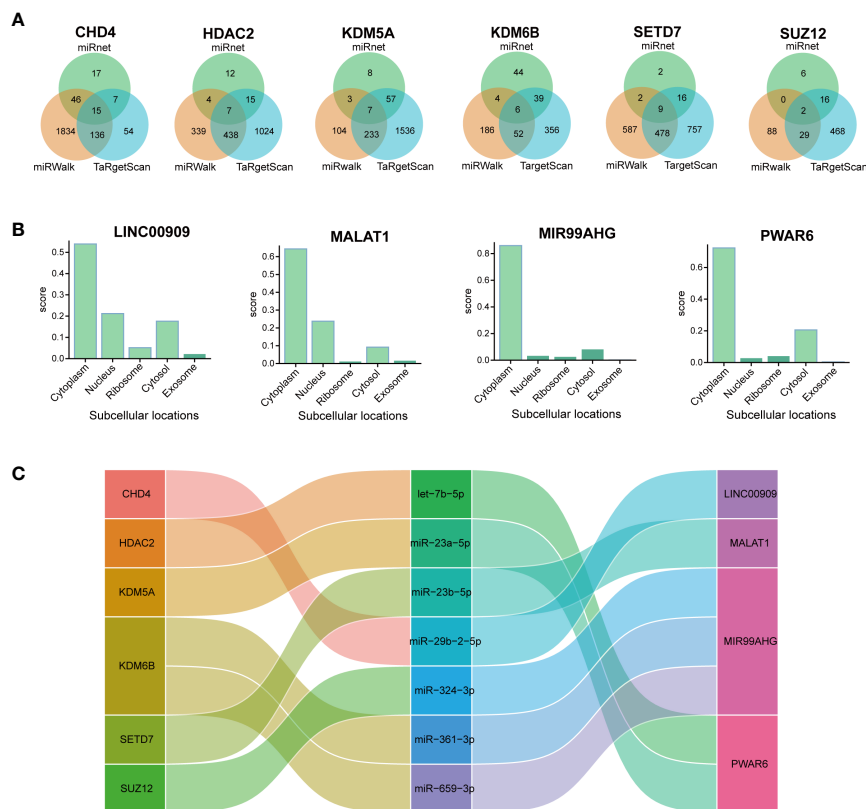 A
CHD4 HDAC2 KDM5A KDM6B SETD7 SUZ12
miRnet miRnet miRnet miRnet miRnet miRnet
17 12 8 44 2 6
46 7 4 15 3 57 4 39 2 16 0 16
15 7 7 6 9 2
1834 136 54 339 438 1024 104 233 1536 186 52 356 587 478 757 88 29 468
miRWalk TaRgetScan miRWalk TaRgetScan miRWalk TaRgetScan miRWalk TargetScan miRWalk TargetScan miRWalk TaRgetScan
B
LINC00909
score
0.5
0.4
0.3
0.2
0.1
0.0
Cytoplasm Nucleus Ribosome Cytosol Exosome
Subcellular locations
MALAT1
score
0.6
0.4
0.2
0.0
Cytoplasm Nucleus Ribosome Cytosol Exosome
Subcellular locations
MIR99AHG
score
0.8
0.6
0.4
0.2
0.0
Cytoplasm Nucleus Ribosome Cytosol Exosome
Subcellular locations
PWAR6
score
0.6
0.4
0.2
0.0
Cytoplasm Nucleus Ribosome Cytosol Exosome
Subcellular locations
C
CHD4
HDAC2
KDM5A
KDM6B
SETD7
SUZ12
let−7b−5p
miR−23a−5p
miR−23b−5p
miR−29b−2−5p
miR−324−3p
miR−361−3p
miR−659−3p
LINC00909
MALAT1
MIR99AHG
PWAR6